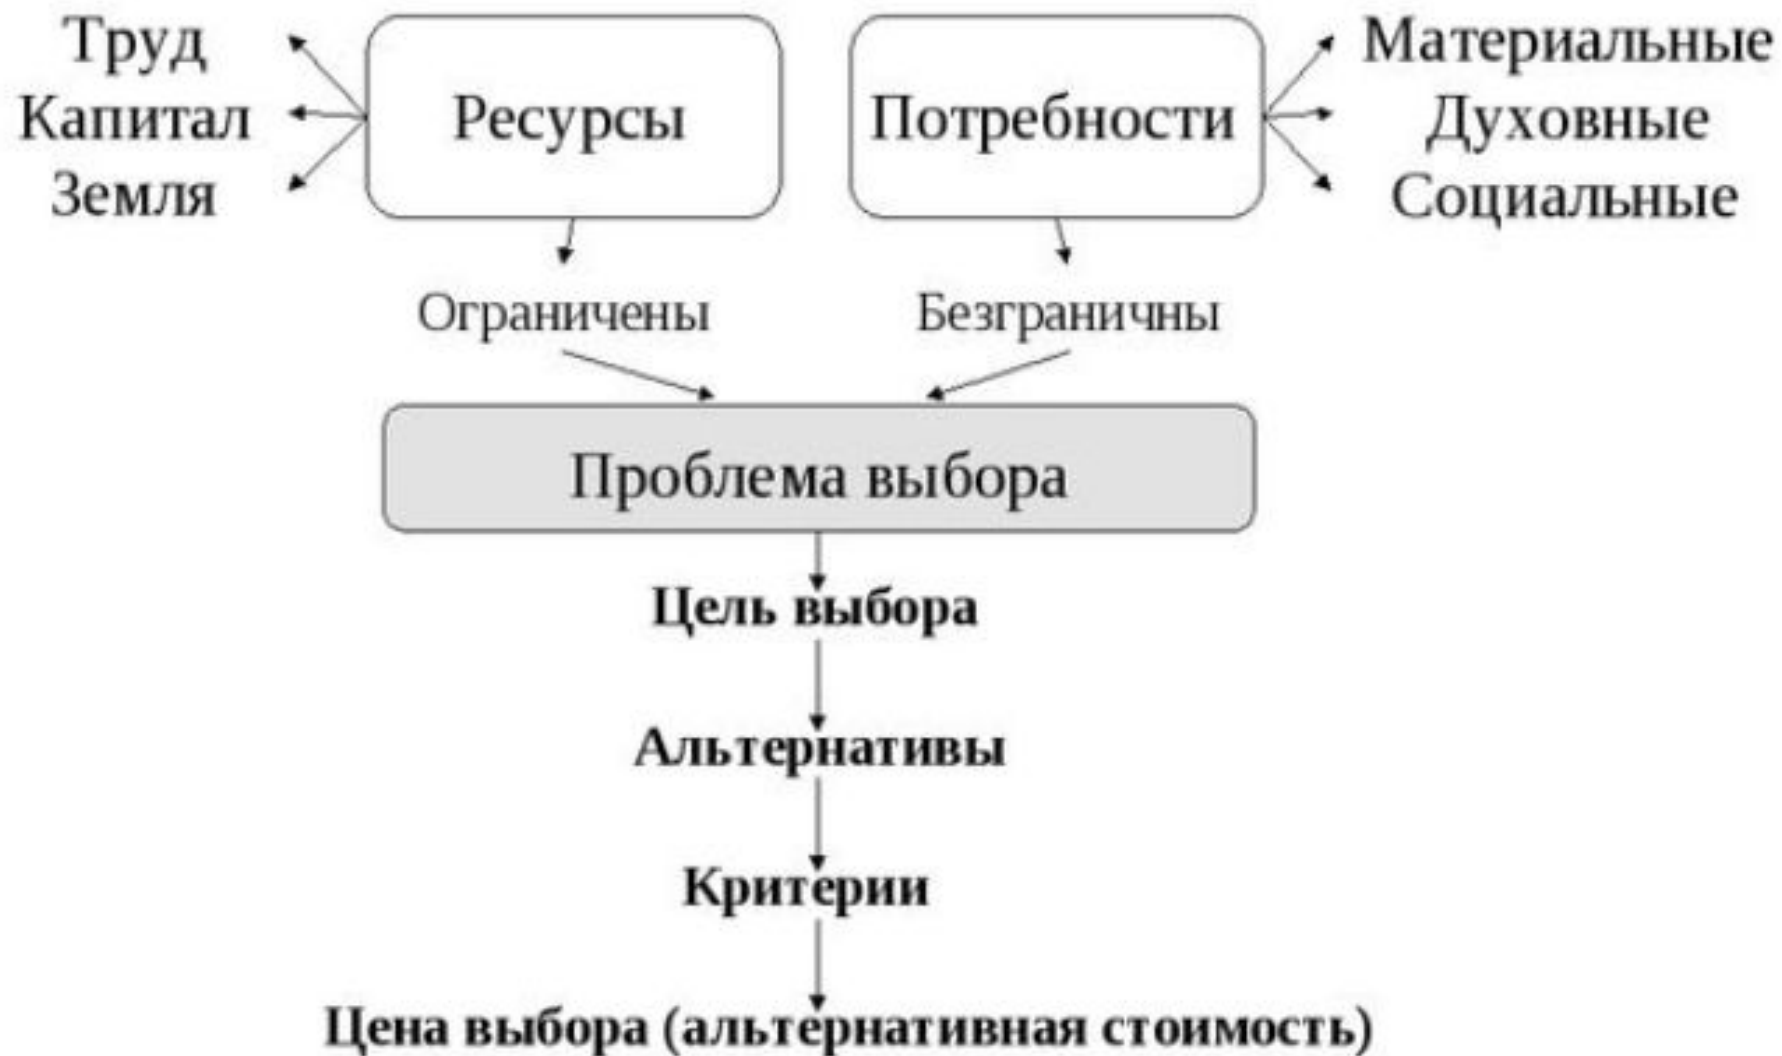 Труд
Капитал
Земля
Ресурсы
Потребности
Материальные
Духовные
Социальные
Ограничены
Безграничны
Проблема выбора
Цель выбора
Альтернативы
Критерии
Цена выбора (альтернативная стоимость)